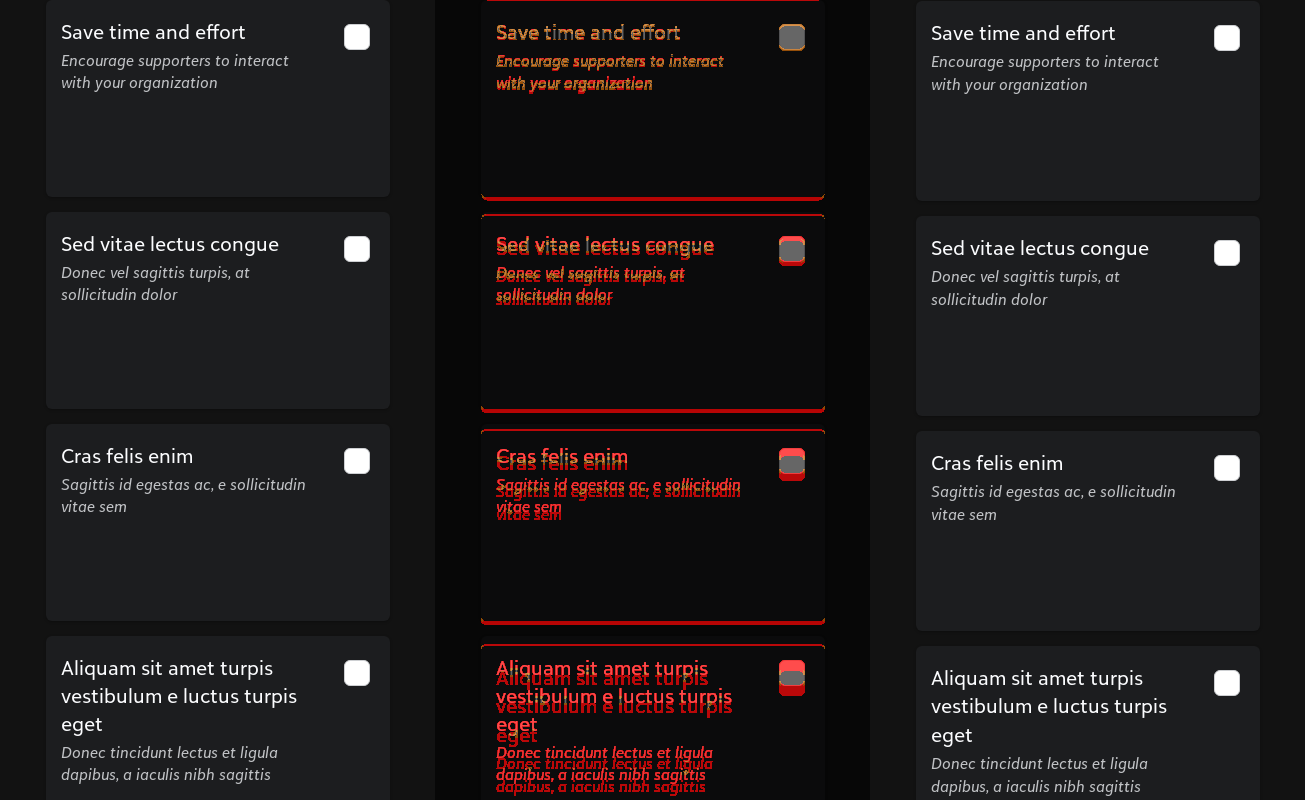 Save time and effort
Encourage supporters to interact
with your organization
Sed vitae lectus congue
Donec vel sagittis turpis, at
sollicitudin dolor
Cras felis enim
Sagittis id egestas ac, e sollicitudin
vitae sem
Aliquam sit amet turpis
vestibulum e luctus turpis
eget
Donec tincidunt lectus et ligula
dapibus, a iaculis nibh sagittis
Save time and effort
Encourage supporters to interact
with your organization
Sed vitae lectus congue
Donec vel sagittis turpis, at
sollicitudin dolor
Cras felis enim
Sagittis id egestas ac, e sollicitudin
vitae sem
Aliquam sit amet turpis
vestibulum e luctus turpis
eget
Donec tincidunt lectus et ligula
dapibus, a iaculis nibh sagittis
Save time and effort
Encourage supporters to interact
with your organization
Sed vitae lectus congue
Donec vel sagittis turpis, at
sollicitudin dolor
Cras felis enim
Sagittis id egestas ac, e sollicitudin
vitae sem
Aliquam sit amet turpis
vestibulum e luctus turpis
eget
Donec tincidunt lectus et ligula
dapibus, a iaculis nibh sagittis